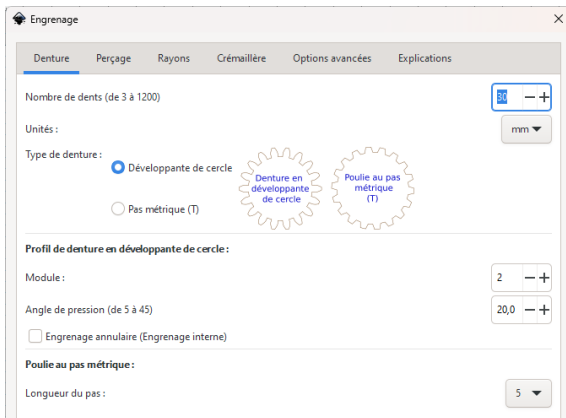 Engrenage
Denture Perçage Rayons Crémaillère Options avancées Explications
Nombre de dents (de 3 à 1200) 30
Unités : mm
Type de denture :
Développante de cercle
Denture en
développante
de cercle
Poulie au pas
métrique
(T)
Pas métrique (T)
Profil de denture en développante de cercle :
Module : 2
Angle de pression (de 5 à 45) 20,0
Engrenage annulaire (Engrenage interne)
Poulie au pas métrique :
Longueur du pas : 5